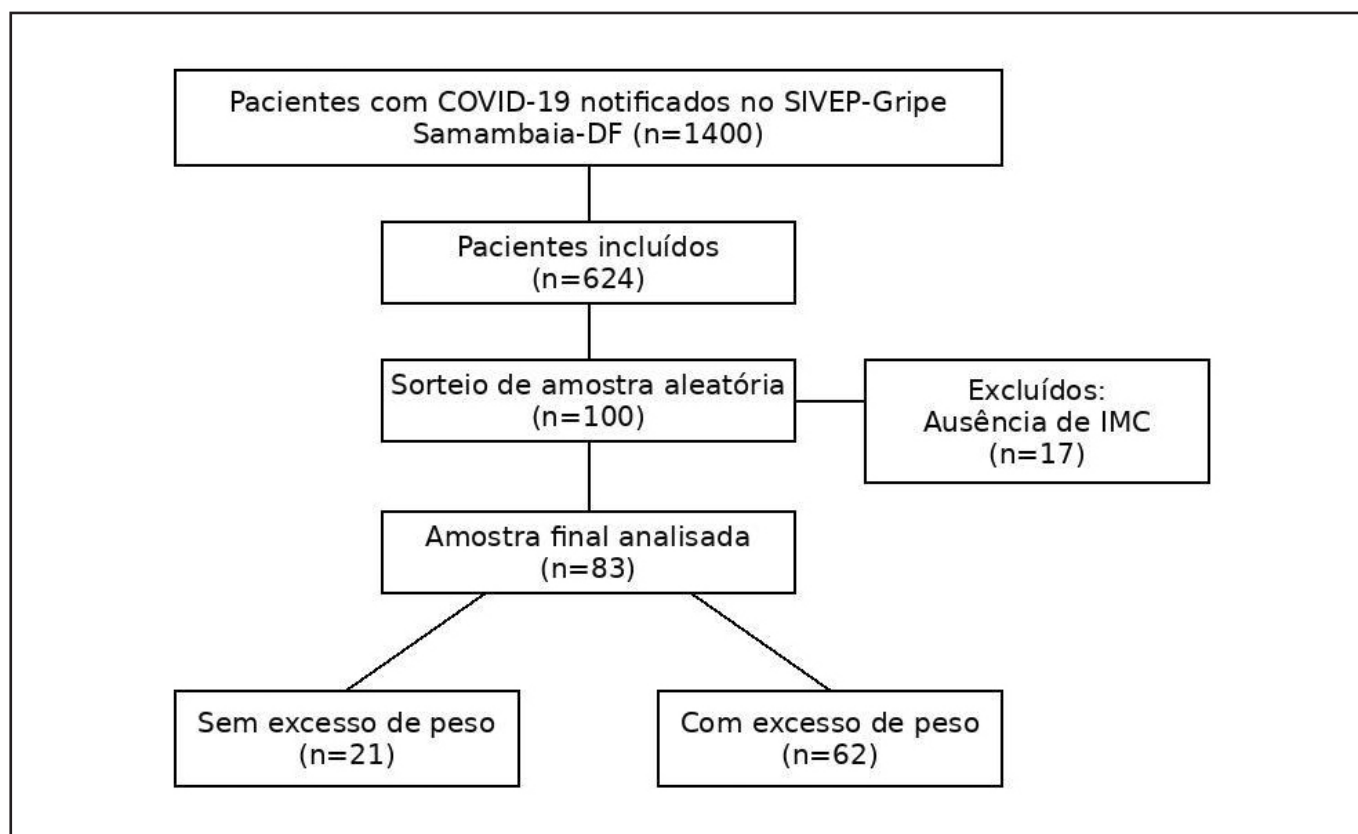 Pacientes com COVID-19 notificados no SIVEP-Gripe
Samambaia-DF (n=1400)
Pacientes incluídos
(n=624)
Sorteio de amostra aleatória
(n=100)
Excluídos:
Ausência de IMC
(n=17)
Amostra final analisada
(n=83)
Sem excesso de peso
(n=21)
Com excesso de peso
(n=62)